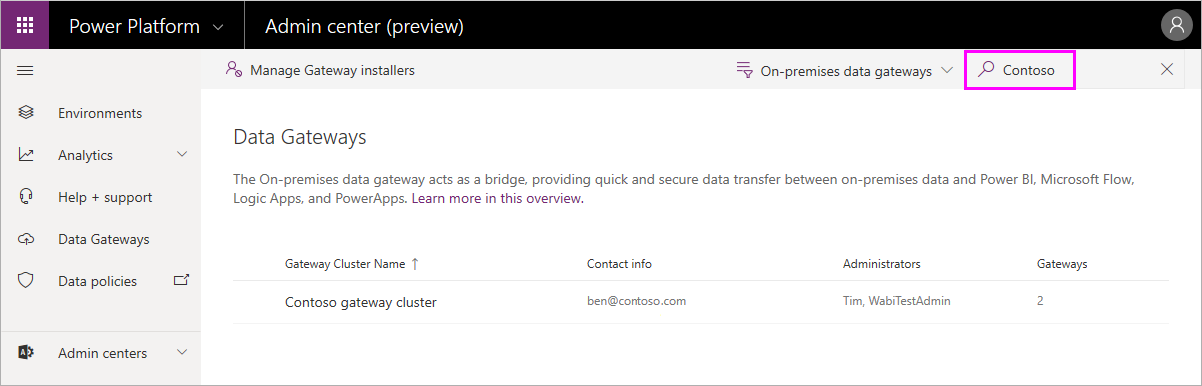 Power Platform
Admin center (preview)
Manage Gateway installers
On-premises data gateways
Contoso
Environments
Analytics
Help + support
Data Gateways
Data policies
Admin centers
Data Gateways
The On-premises data gateway acts as a bridge, providing quick and secure data transfer between on-premises data and Power BI, Microsoft Flow,
Logic Apps, and PowerApps. Learn more in this overview.
Gateway Cluster Name ↑ Contact info Administrators Gateways
Contoso gateway cluster ben@contoso.com Tim, WabiTestAdmin 2